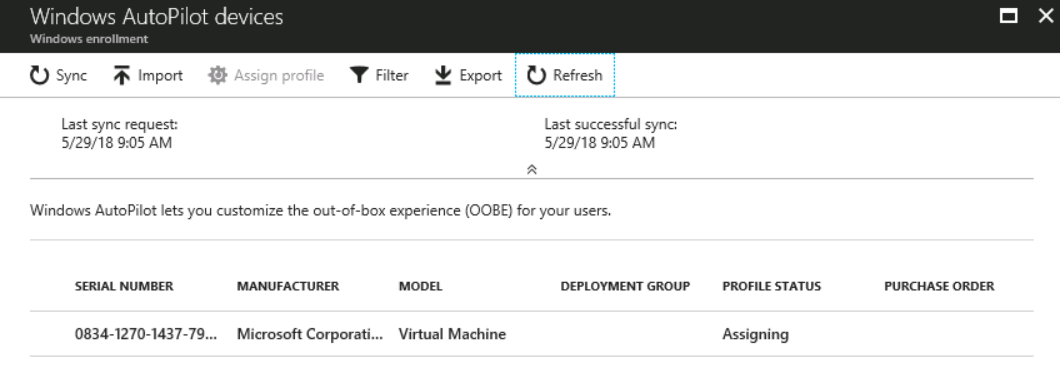 Windows AutoPilot devices
Windows enrollment
Sync Import Assign profile Filter Export Refresh
Last sync request: Last successful sync:
5/29/18 9:05 AM 5/29/18 9:05 AM
Windows AutoPilot lets you customize the out-of-box experience (OOBE) for your users.
SERIAL NUMBER MANUFACTURER MODEL DEPLOYMENT GROUP PROFILE STATUS PURCHASE ORDER
0834-1270-1437-79... Microsoft Corporati... Virtual Machine Assigning